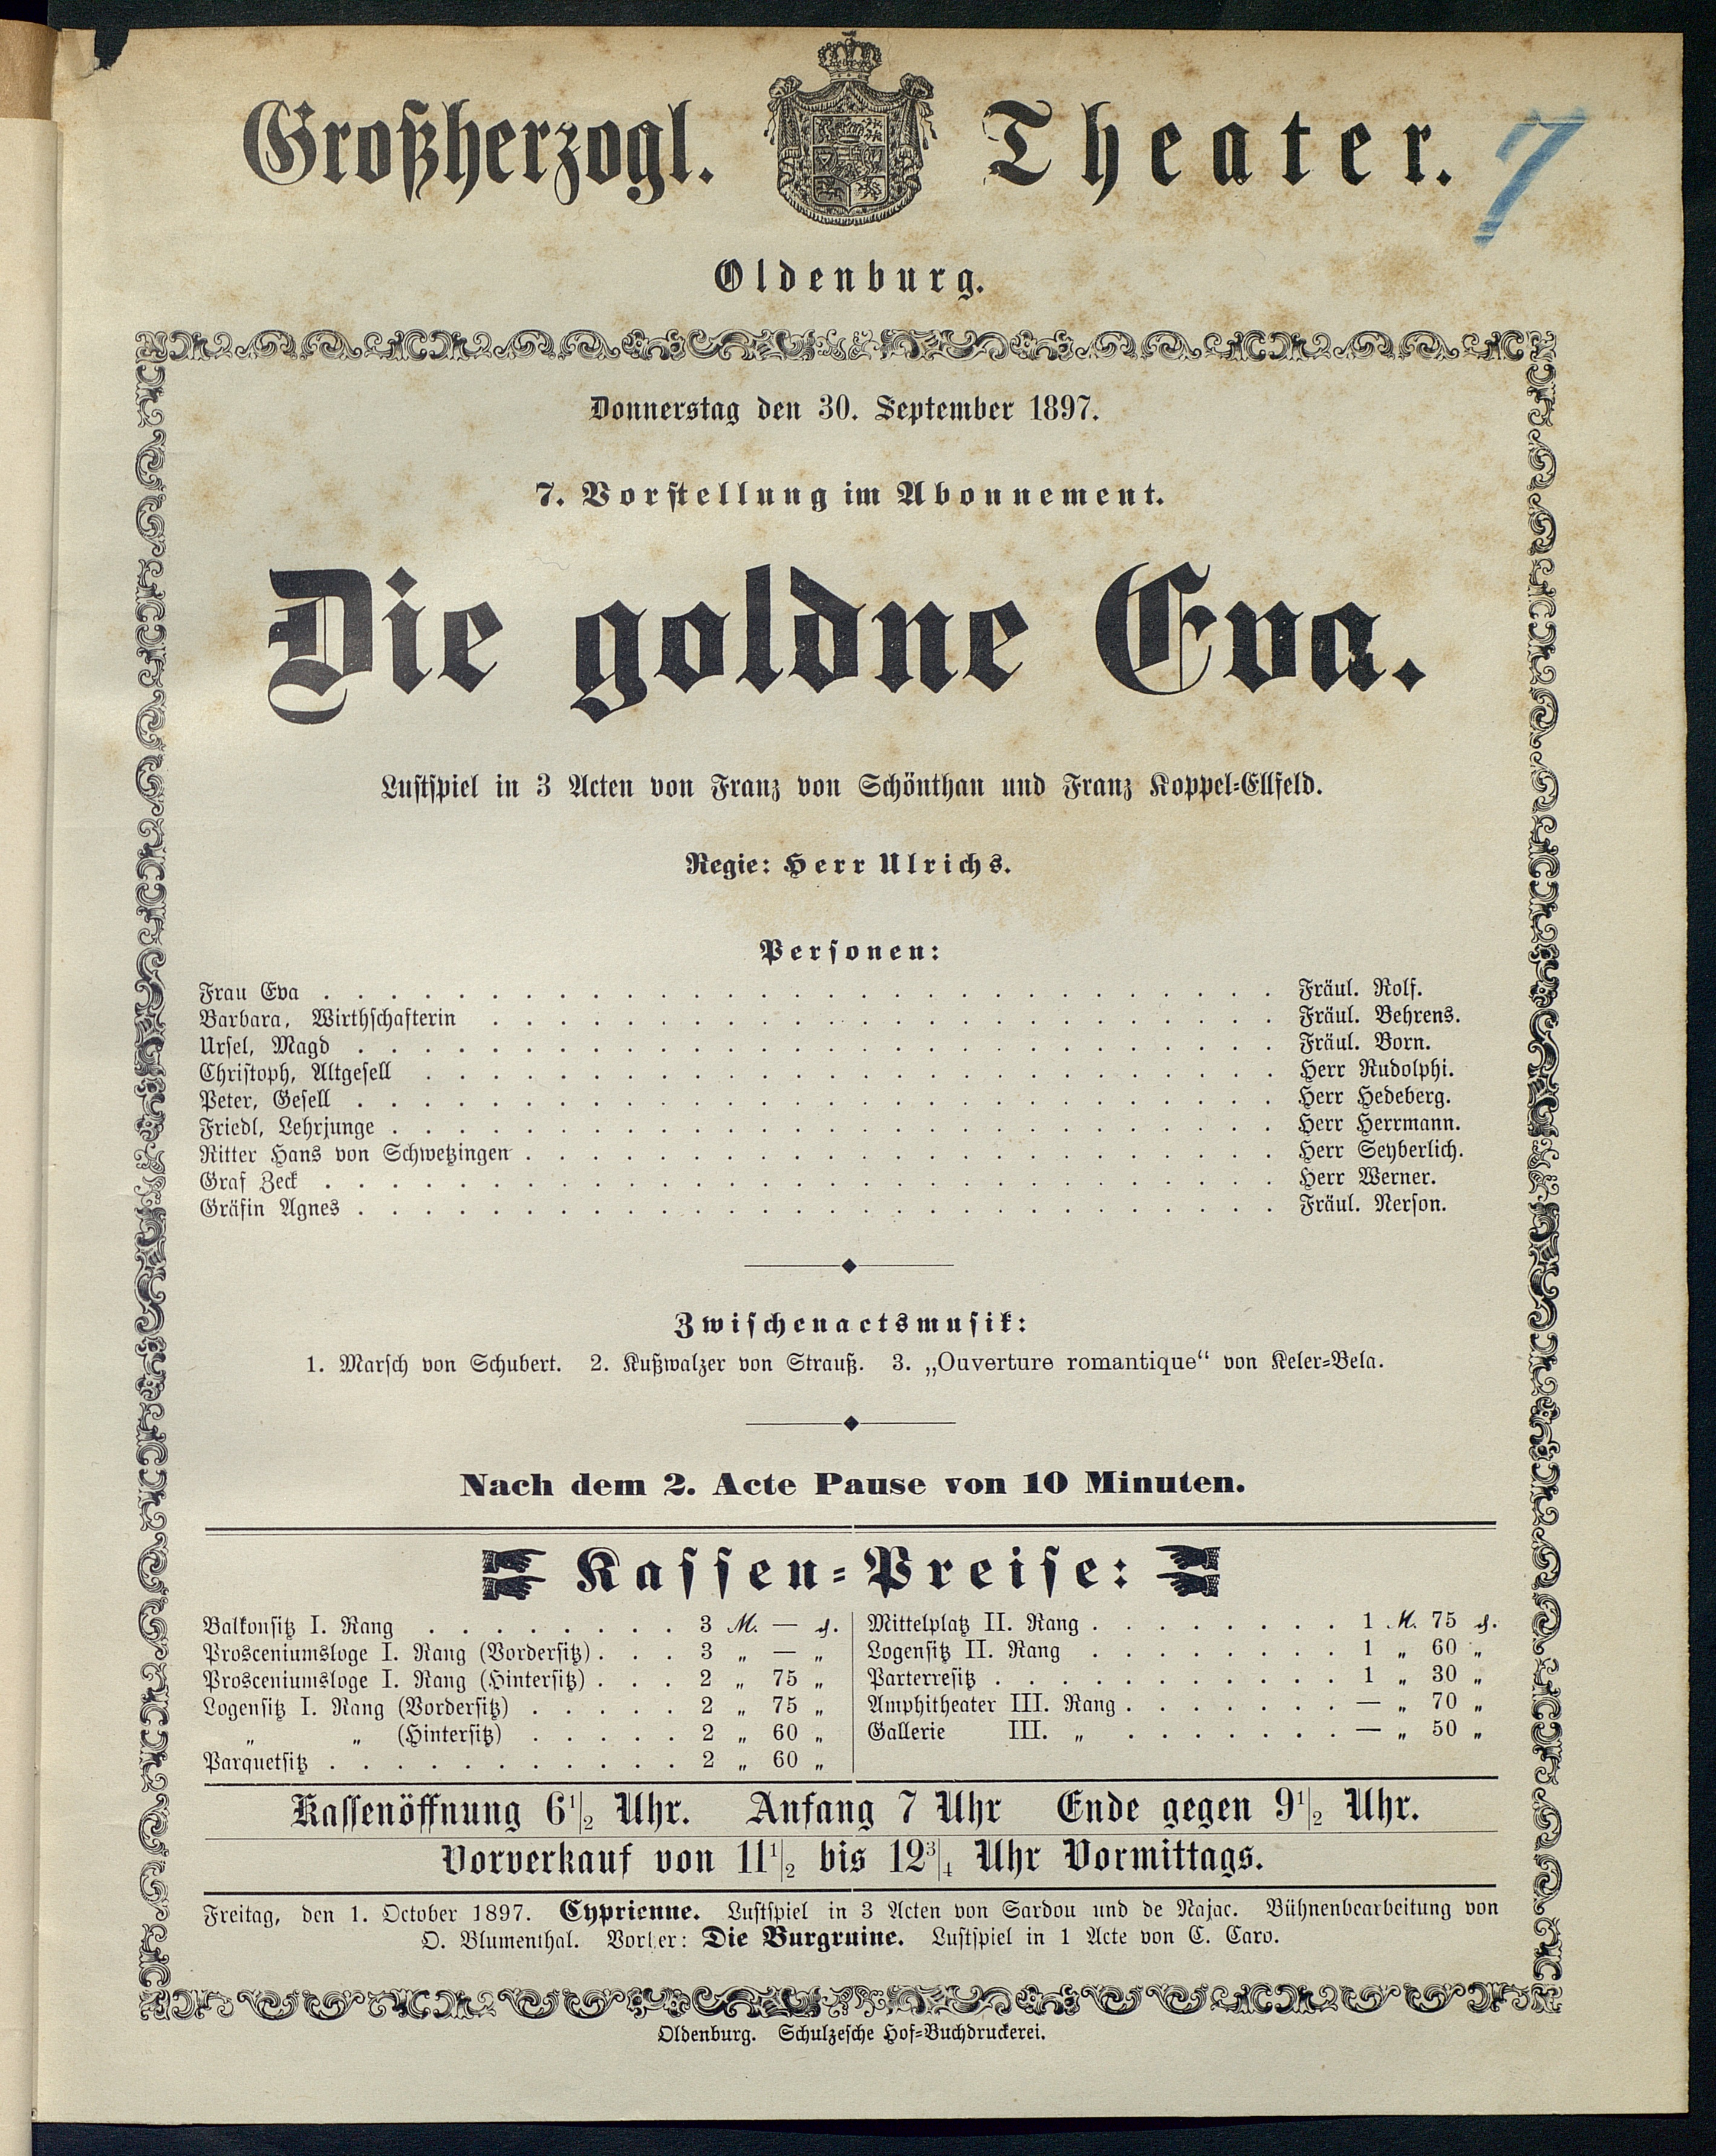 Großherzogl. Theater.
7
Oldenburg.
Donnerstag den 30. September 1897.
7. Vorstellung im Abonnement.
Die goldne Eva.
Lustspiel in 3 Acten von Franz von Schönthan und Franz Koppel-Ellfeld.
Regie: Herr Ulrichs.
Personen:
Frau Eva . . . . . Fräul. Rolf.
Barbara, Wirthschafterin . . . . . Fräul. Behrens.
Ursel, Magd . . . . . Fräul. Born.
Christoph, Altgesell . . . . . Herr Rudolphi.
Peter, Gesell . . . . . Herr Hedeberg.
Friedl, Lehrjunge . . . . . Herr Herrmann.
Ritter Hans von Schwetzingen . . . . . Herr Seyberlich.
Graf Zeck . . . . . Herr Werner.
Gräfin Agnes . . . . . Fräul. Nerson.
Zwischenactsmusik:
1. Marsch von Schubert. 2. Kußwalzer von Strauß. 3. „Ouverture romantique“ von Keler-Bela.
Nach dem 2. Acte Pause von 10 Minuten.
Kassen-Preise:
Balkonsitz I. Rang . . . . . 3 M. — ₰.
Prosceniumsloge I. Rang (Vordersitz) . . . 3 „ — „
Prosceniumsloge I. Rang (Hintersitz) . . . 2 „ 75 „
Logensitz I. Rang (Vordersitz) . . . . . 2 „ 75 „
„ „ (Hintersitz) . . . . . 2 „ 60 „
Parquetsitz . . . . . 2 „ 60 „
Mittelplatz II. Rang . . . . . 1 M. 75 ₰.
Logensitz II. Rang . . . . . 1 „ 60 „
Parterresitz . . . . . 1 „ 30 „
Amphitheater III. Rang . . . . . — „ 70 „
Gallerie III. „ . . . . . — „ 50 „
Kassenöffnung 6 1/2 Uhr. Anfang 7 Uhr Ende gegen 9 1/2 Uhr.
Vorverkauf von 11 1/2 bis 12 3/4 Uhr Vormittags.
Freitag, den 1. October 1897. Cyprienne. Lustspiel in 3 Acten von Sardou und de Najac. Bühnenbearbeitung von
O. Blumenthal. Vorher: Die Burgruine. Lustspiel in 1 Acte von C. Caro.
Oldenburg. Schulzesche Hof-Buchdruckerei.